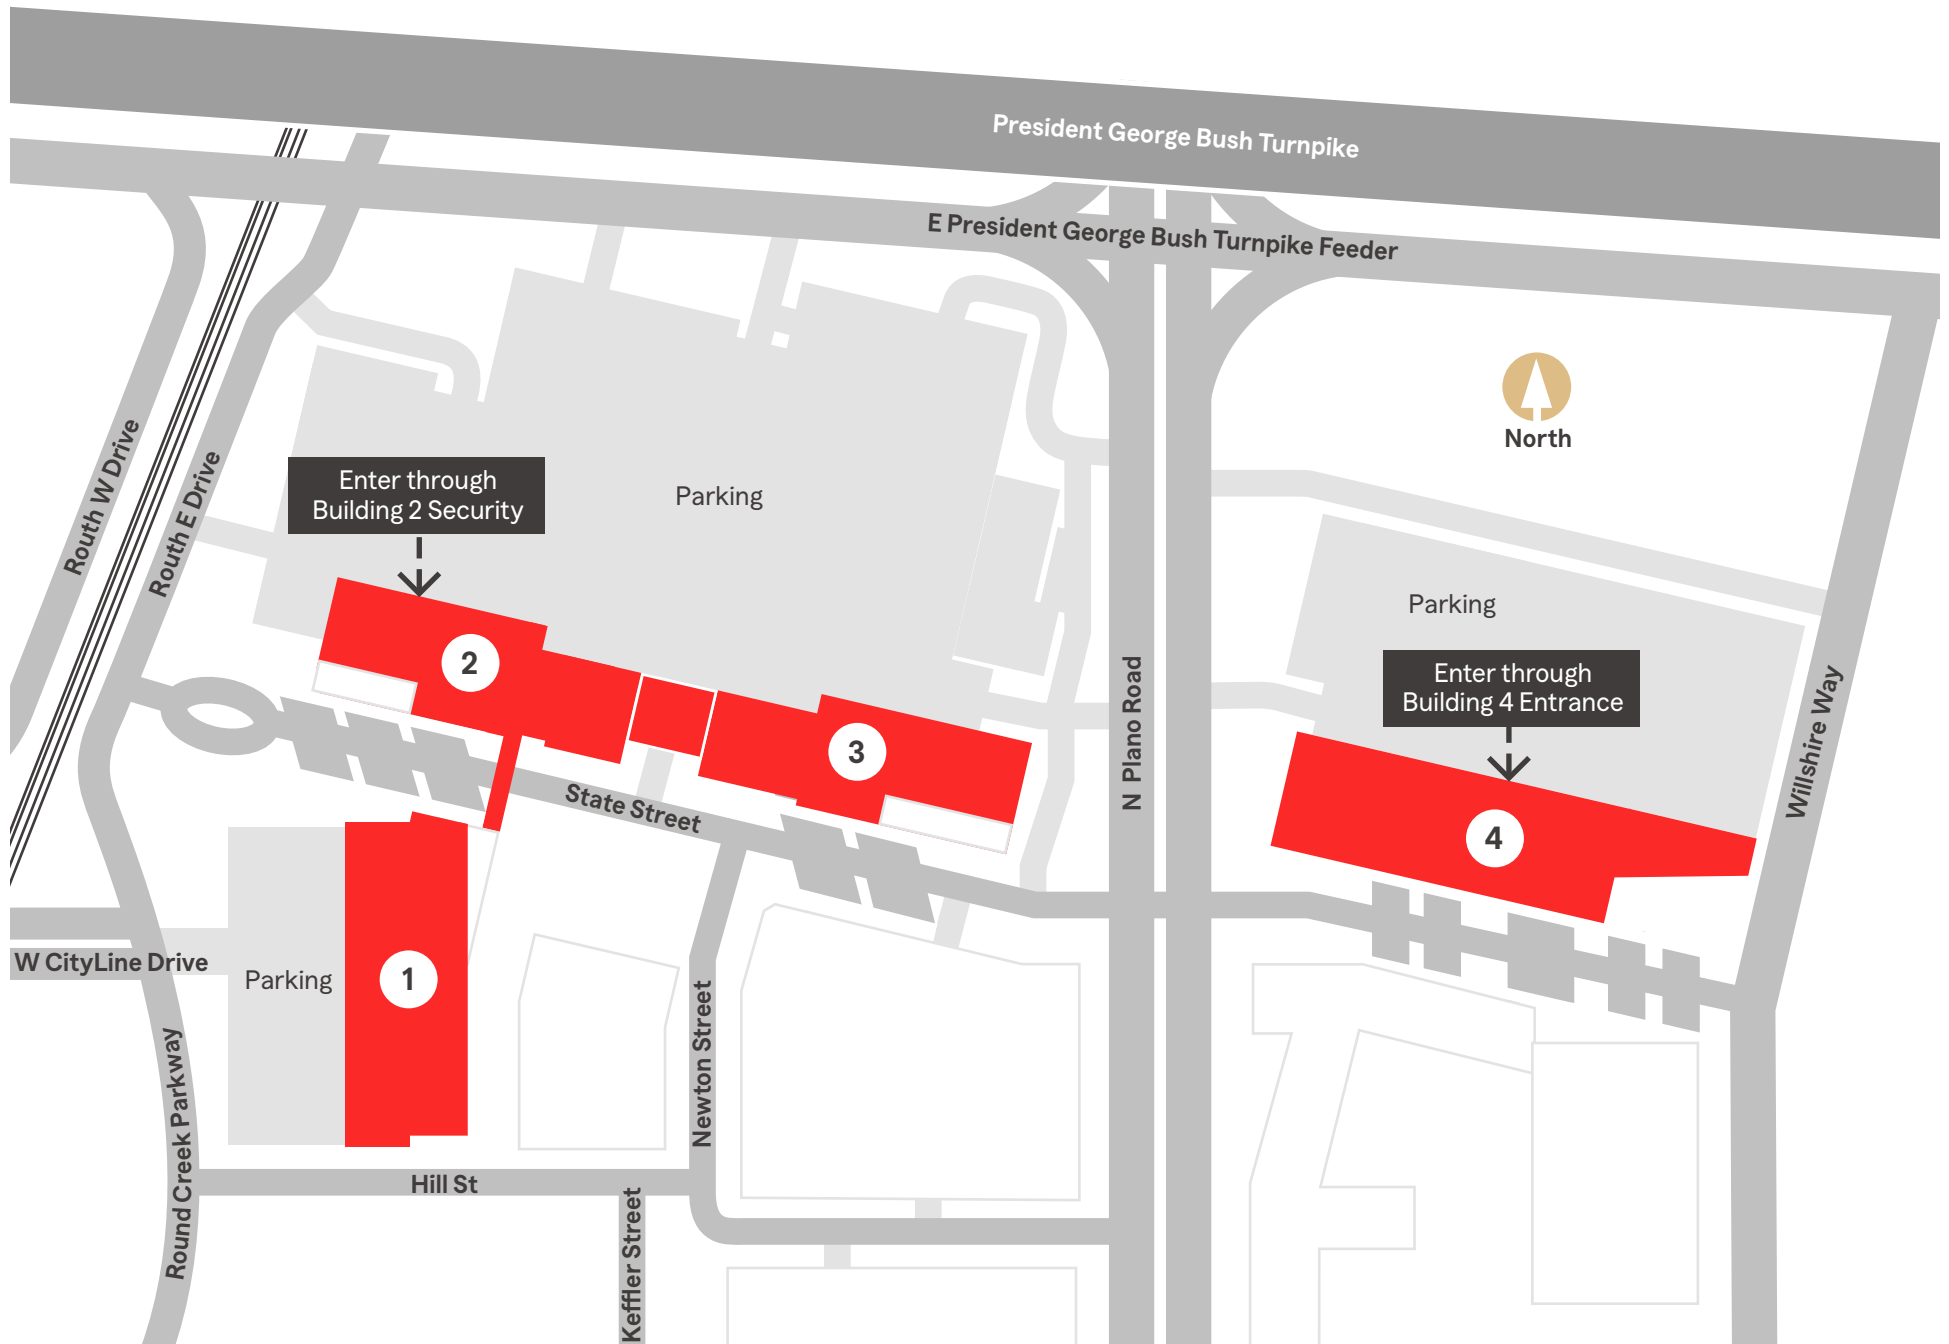 President George Bush Turnpike
E President George Bush Turnpike Feeder
North
Routh W Drive
Routh E Drive
Enter through
Building 2 Security
Parking
Parking
Enter through
Building 4 Entrance
2
3
4
N Plano Road
Willshire Way
State Street
W CityLine Drive
Parking
1
Newton Street
Round Creek Parkway
Hill St
Keffler Street